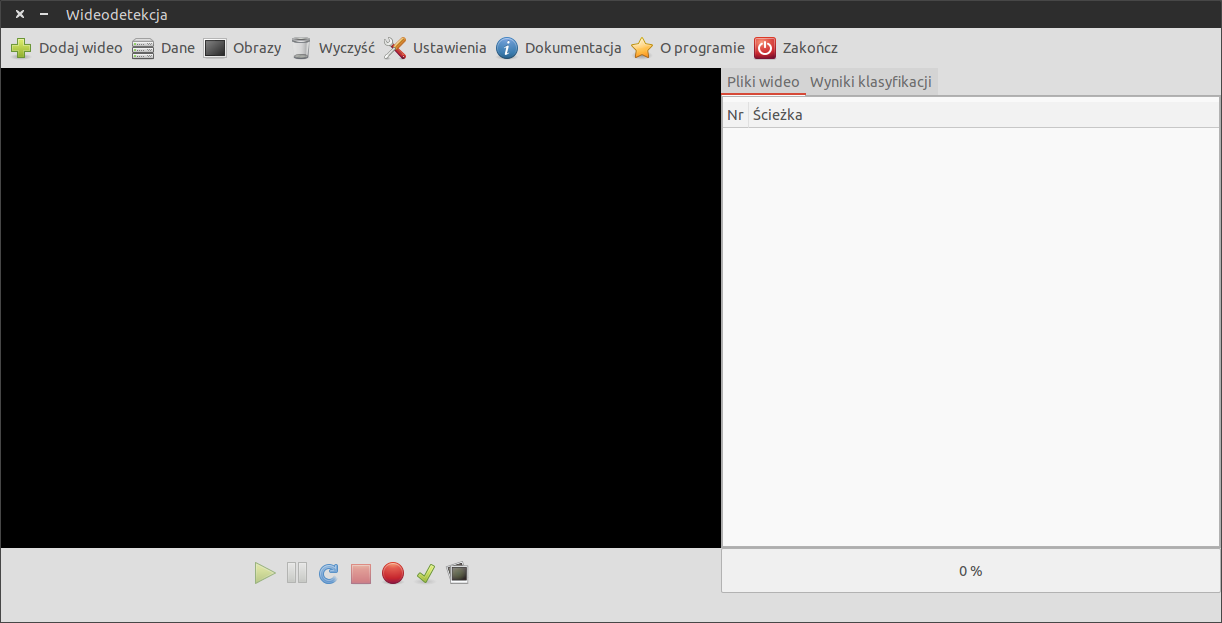 Wideodetekcja
Dodaj wideo Dane Obrazy Wyczyść Ustawienia Dokumentacja O programie Zakończ
Pliki wideo Wyniki klasyfikacji
Nr Ścieżka
0 %